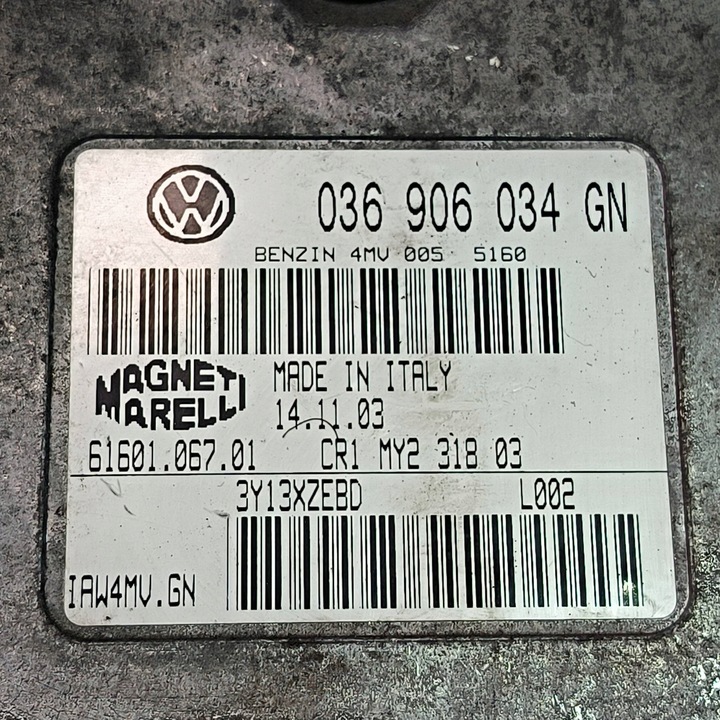 036 906 034 GN
BENZIN 4MV 005 5160
MAGNETI
MARELLI
MADE IN ITALY
14.11.03
61601.067.01 CR1 MY2 318 03
3Y13XZEBD L002
IAW4MV.GN